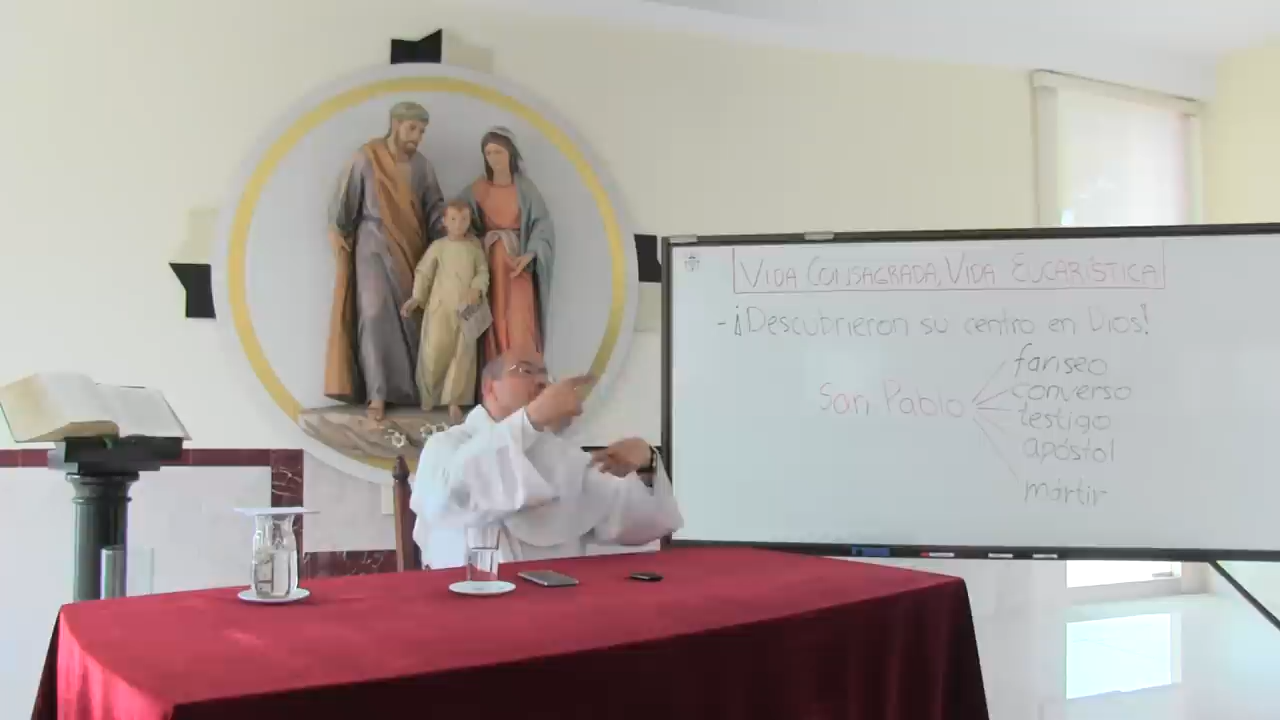 VIDA CONSAGRADA, VIDA EUCARÍSTICA
- ¡Descubrieron su centro en Dios!
San Pablo
fariseo
converso
testigo
apóstol
mártir